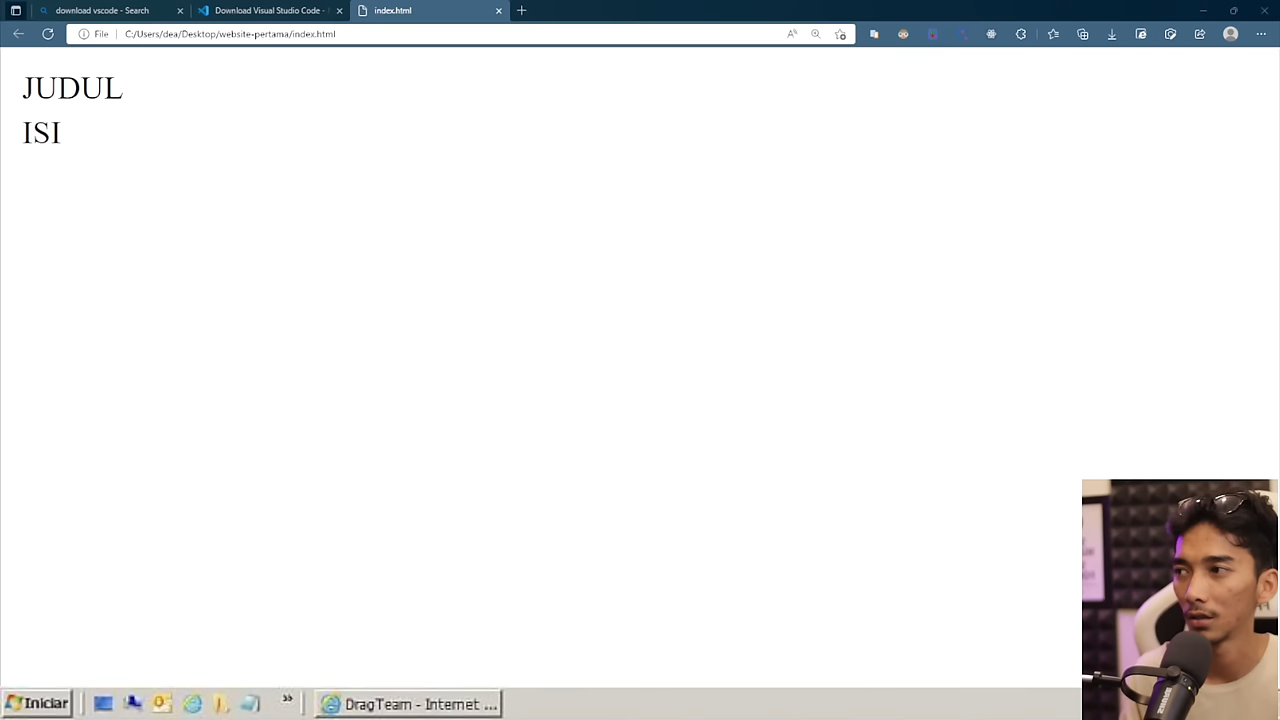 download vscode - Search
Download Visual Studio Code -
index.html
File
C:/Users/dea/Desktop/website-pertama/index.html
JUDUL
ISI
Iniciar
»
DragTeam - Internet ...